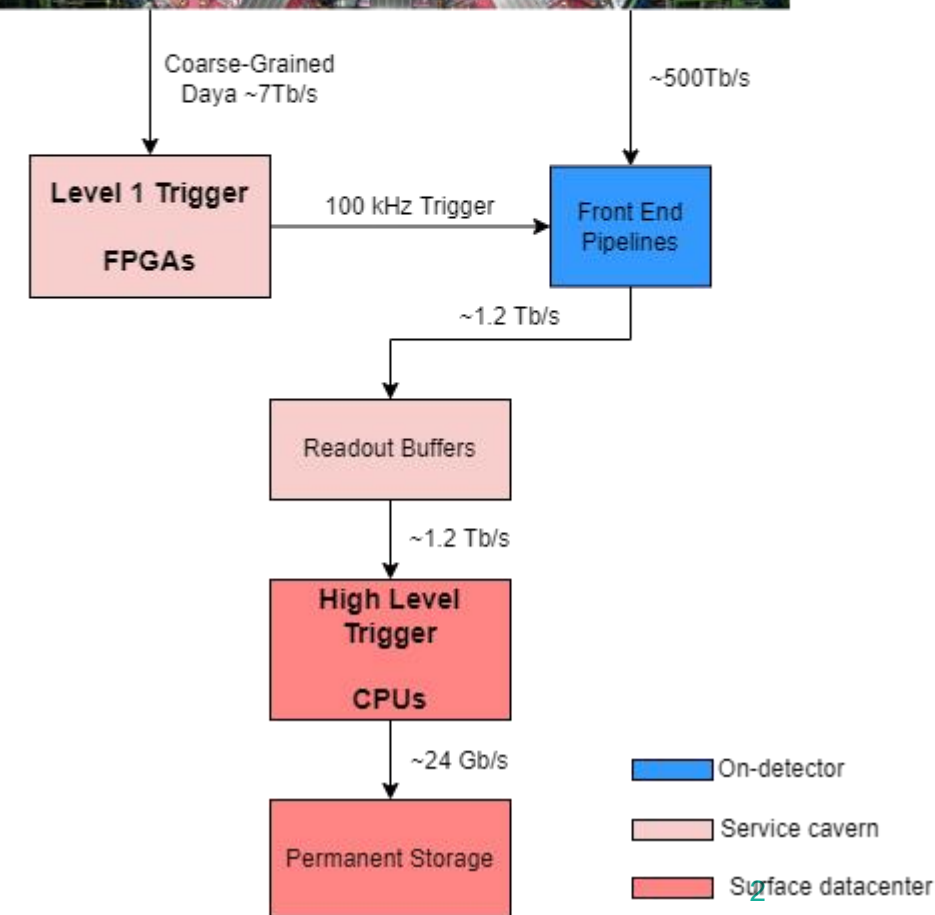 Coarse-Grained
Daya ~7Tb/s
~500Tb/s
Level 1 Trigger
FPGAs
100 kHz Trigger
Front End
Pipelines
~1.2 Tb/s
Readout Buffers
~1.2 Tb/s
High Level
Trigger
CPUs
~24 Gb/s
Permanent Storage
On-detector
Service cavern
Surface datacenter
2